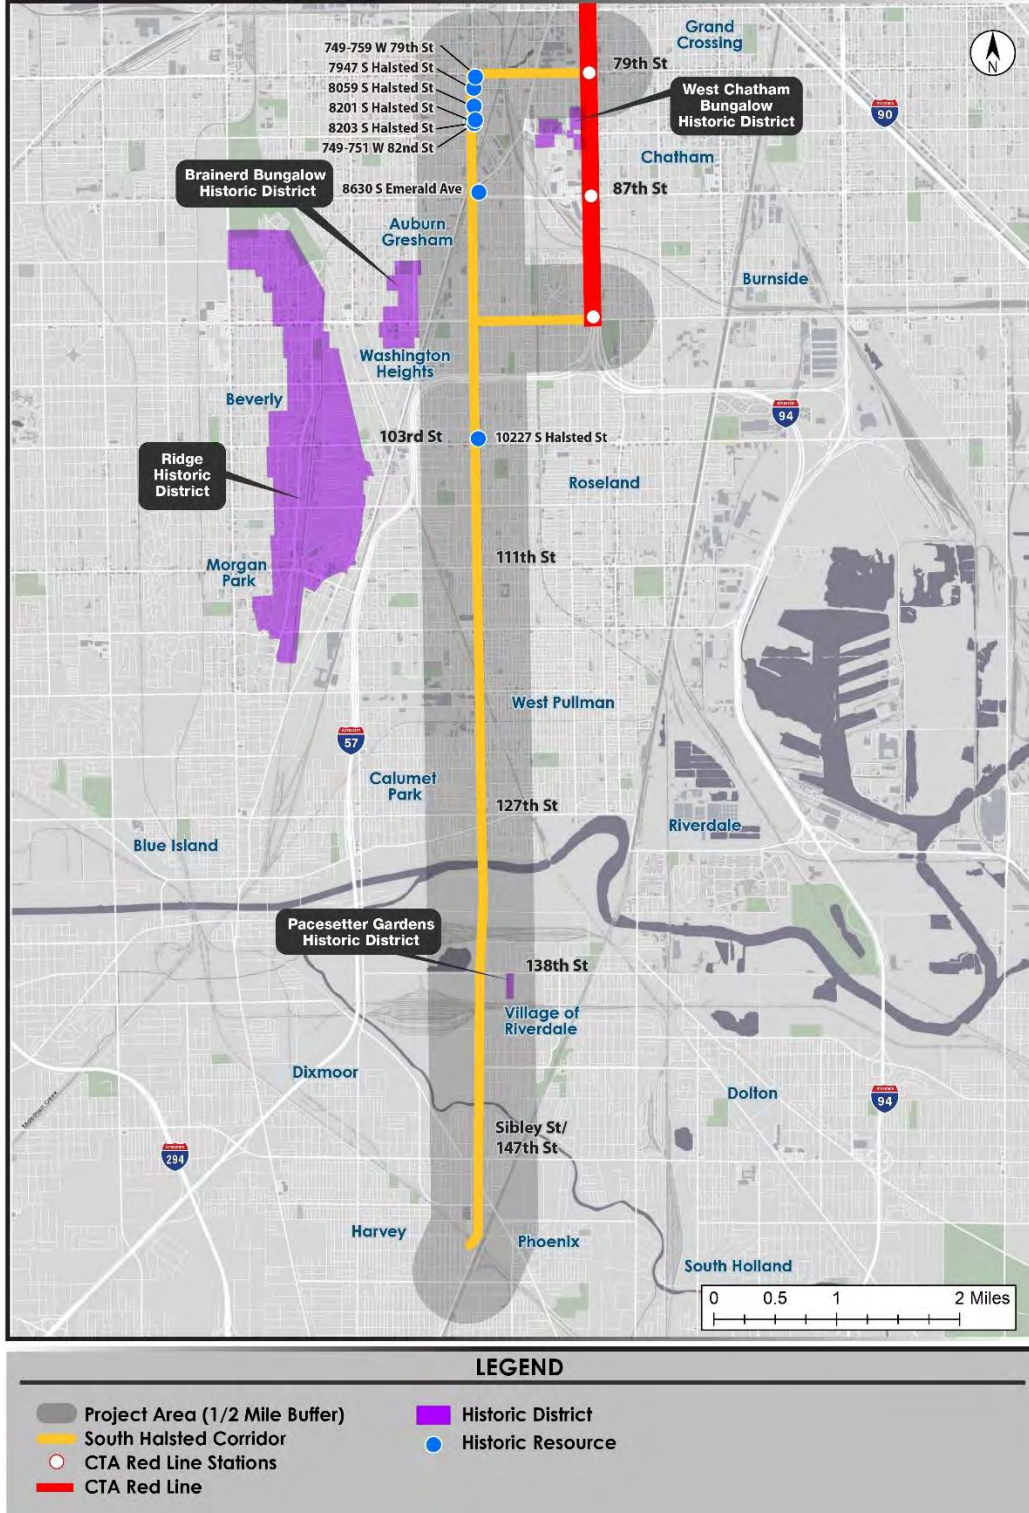 Grand
Crossing
749-759 W 79th St
7947 S Halsted St
8059 S Halsted St
8201 S Halsted St
8203 S Halsted St
749-751 W 82nd St
79th St
N
West Chatham
Bungalow
Historic District
90
Chatham
Brainerd Bungalow
Historic District
8630 S Emerald Ave
87th St
Auburn
Gresham
Burnside
Washington
Heights
Beverly
94
103rd St
10227 S Halsted St
Ridge
Historic
District
Roseland
111th St
Morgan
Park
West Pullman
57
Calumet
Park
127th St
Riverdale
Blue Island
Pacesetter Gardens
Historic District
138th St
Village of
Riverdale
Dixmoor
Dolton
94
Sibley St/
147th St
294
Harvey
Phoenix
South Holland
0 0.5 1 2 Miles
LEGEND
Project Area (1/2 Mile Buffer)
South Halsted Corridor
CTA Red Line Stations
CTA Red Line
Historic District
Historic Resource